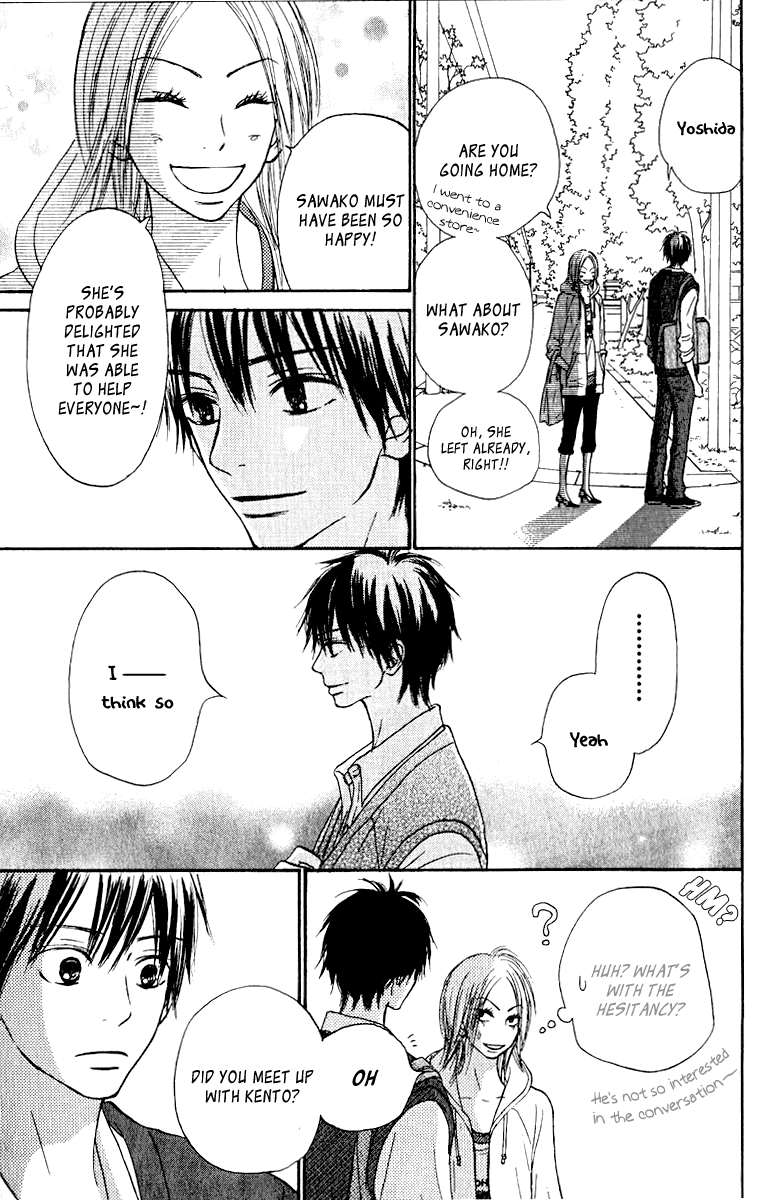 Yoshida
ARE YOU
GOING HOME?
I went to a
convenience
store~
WHAT ABOUT
SAWAKO?
OH, SHE
LEFT ALREADY,
RIGHT!!
SAWAKO MUST
HAVE BEEN SO
HAPPY!
SHE'S
PROBABLY
DELIGHTED
THAT SHE
WAS ABLE
TO HELP
EVERYONE~!
..........
Yeah
I ——
think so
HM?
?
HUH? WHAT'S
WITH THE
HESITANCY?
He's not so interested
in the conversation~
OH
DID YOU MEET UP
WITH KENTO?